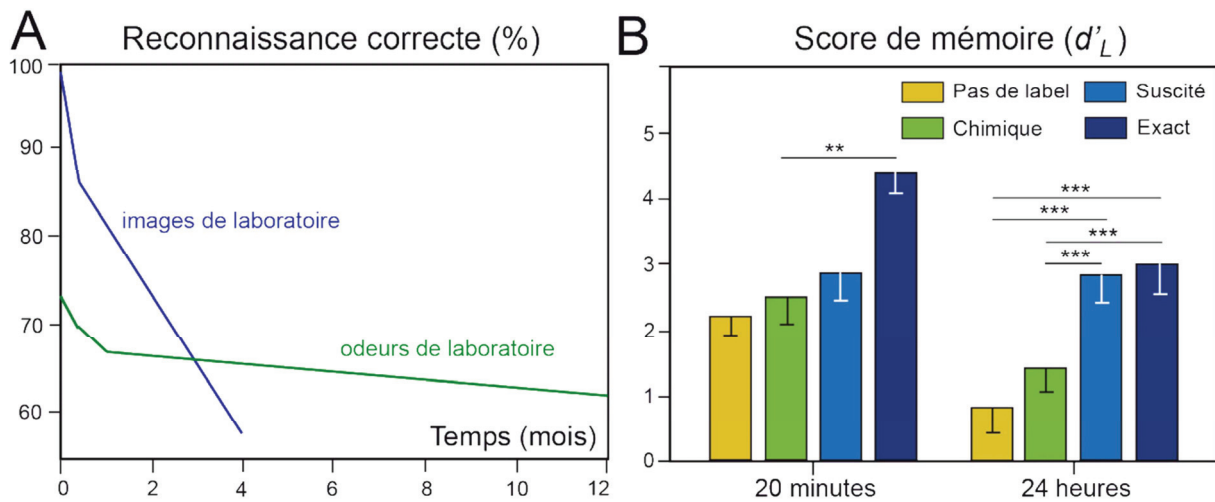 A
Reconnaissance correcte (%)
100
90
80
70
60
images de laboratoire
odeurs de laboratoire
Temps (mois)
0 2 4 6 8 10 12
B
Score de mémoire (d'L)
Pas de label
Suscité
Chimique
Exact
5
4
3
2
1
0
**
***
***
***
***
20 minutes
24 heures